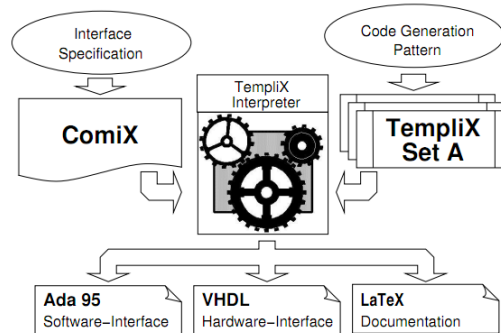 Interface
Specification
Code Generation
Pattern
TempliX
Interpreter
ComiX
TempliX
Set A
Ada 95
Software−Interface
VHDL
Hardware−Interface
LaTeX
Documentation